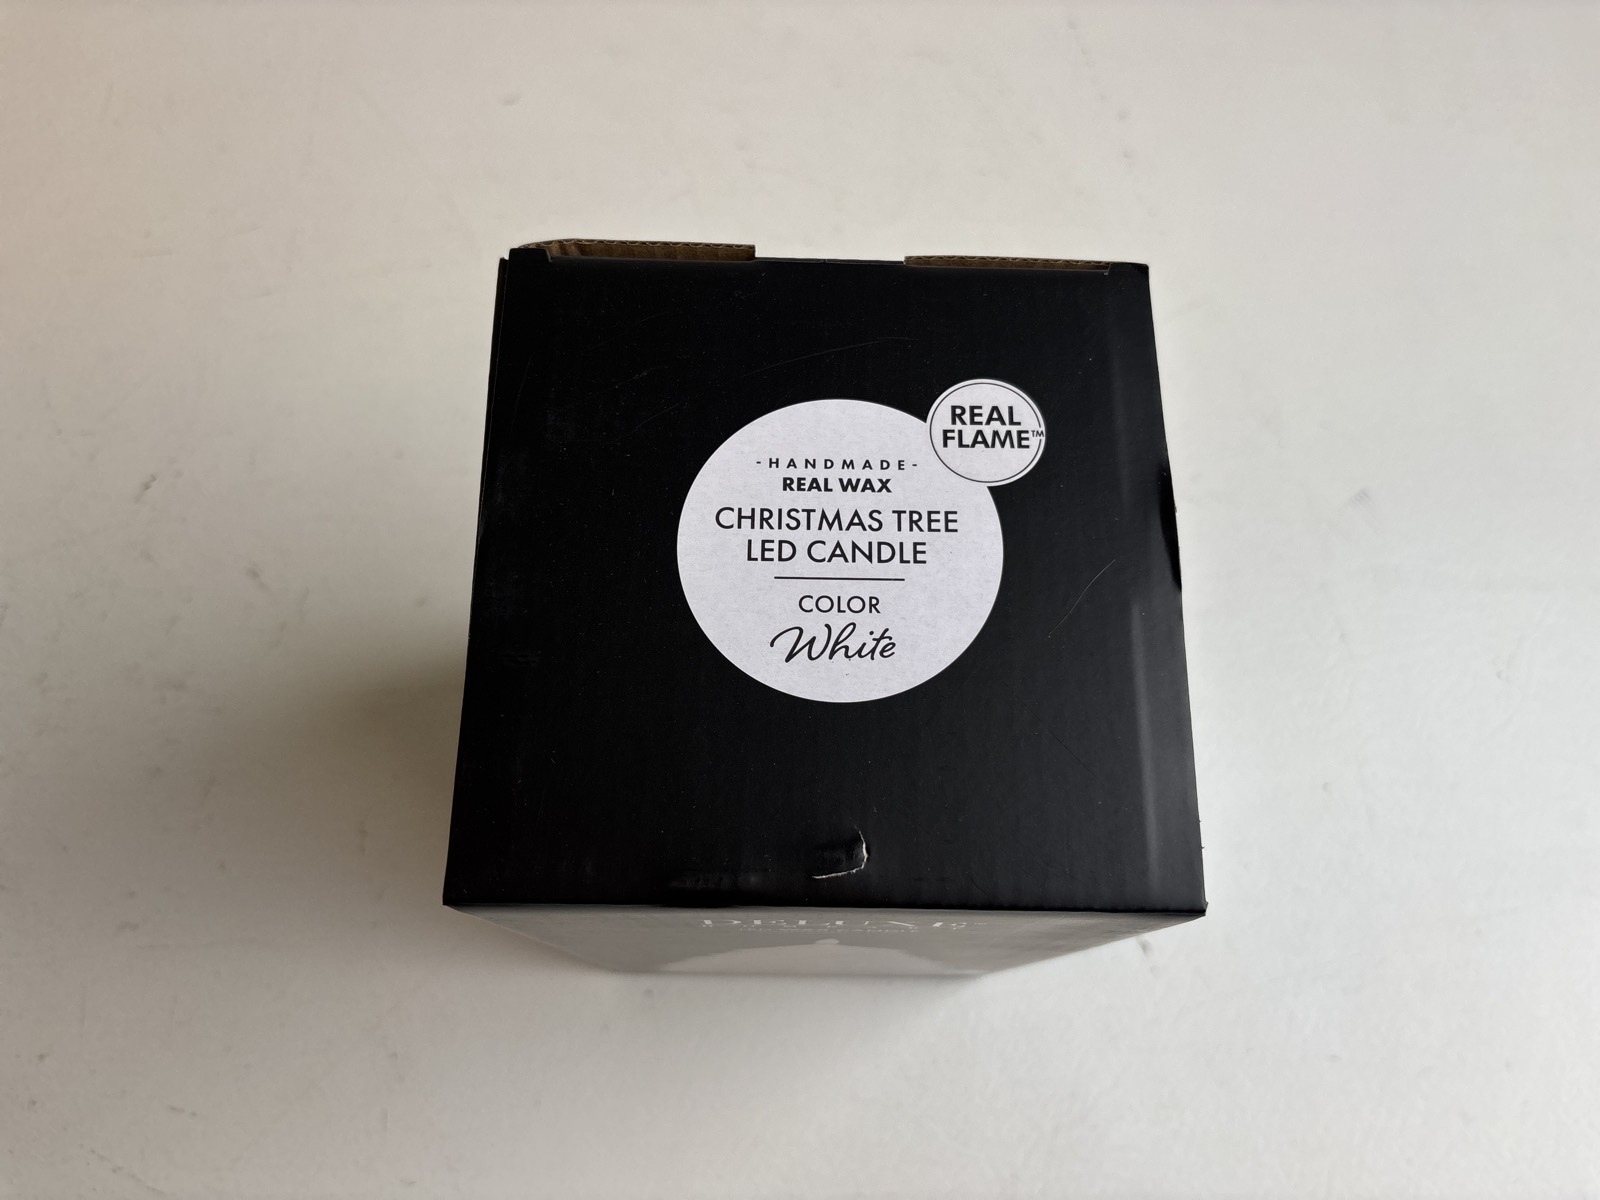 -HANDMADE-
REAL WAX
CHRISTMAS TREE
LED CANDLE
COLOR
White
REAL
FLAME™